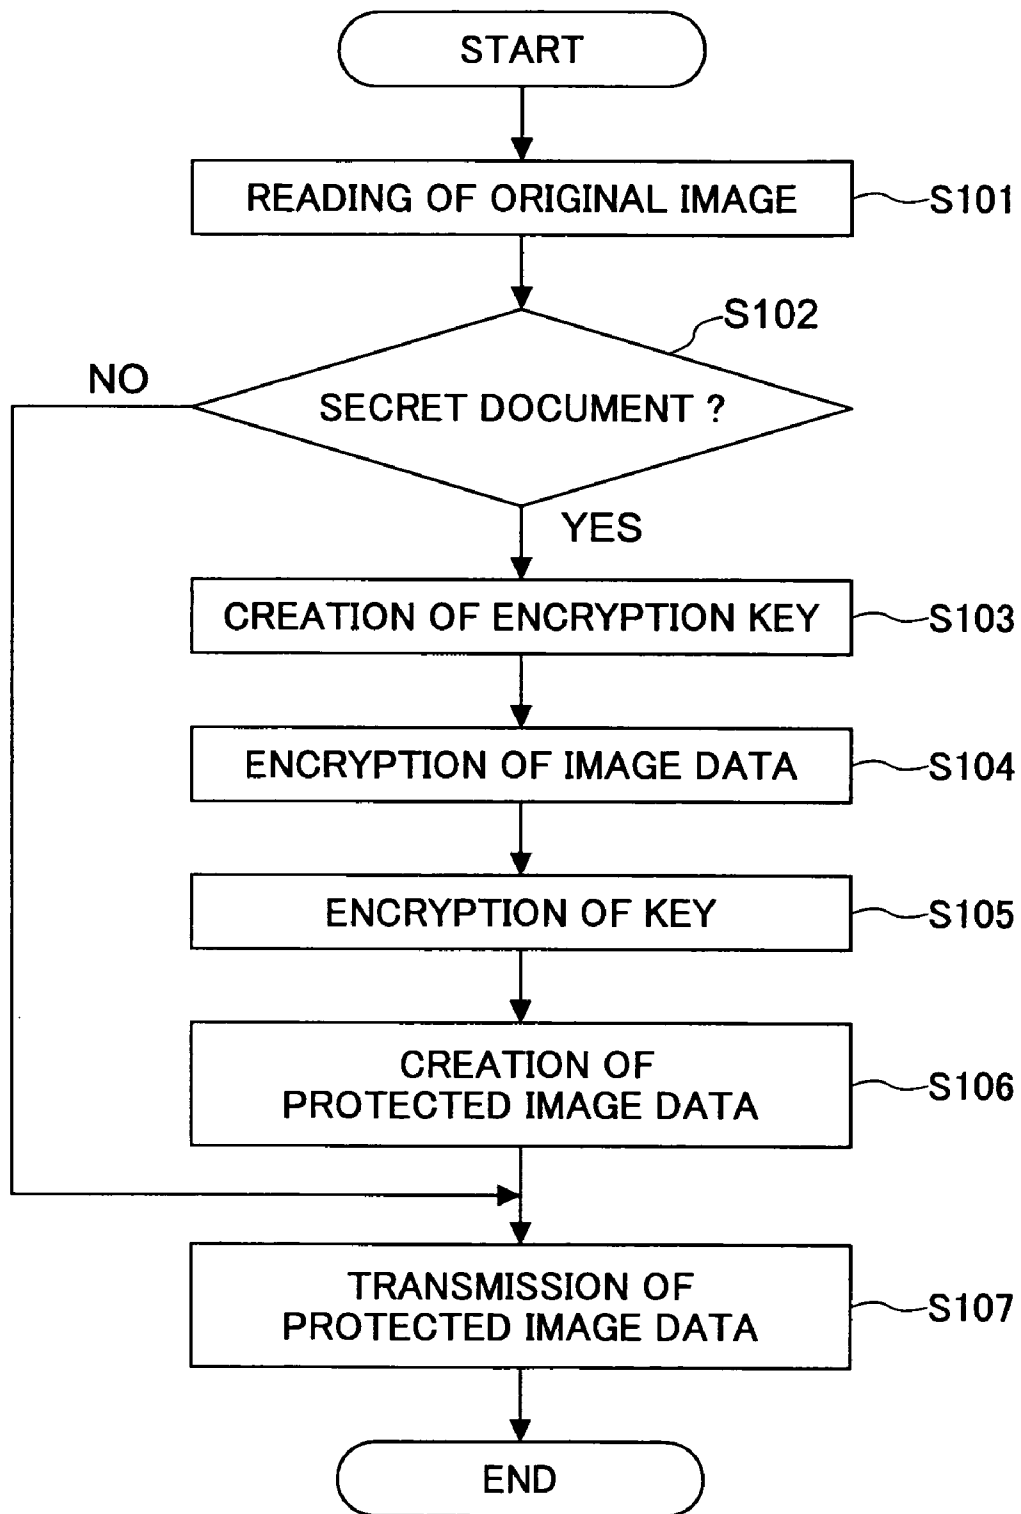 START
READING OF ORIGINAL IMAGE
S101
S102
NO
SECRET DOCUMENT ?
YES
CREATION OF ENCRYPTION KEY
S103
ENCRYPTION OF IMAGE DATA
S104
ENCRYPTION OF KEY
S105
CREATION OF
PROTECTED IMAGE DATA
S106
TRANSMISSION OF
PROTECTED IMAGE DATA
S107
END